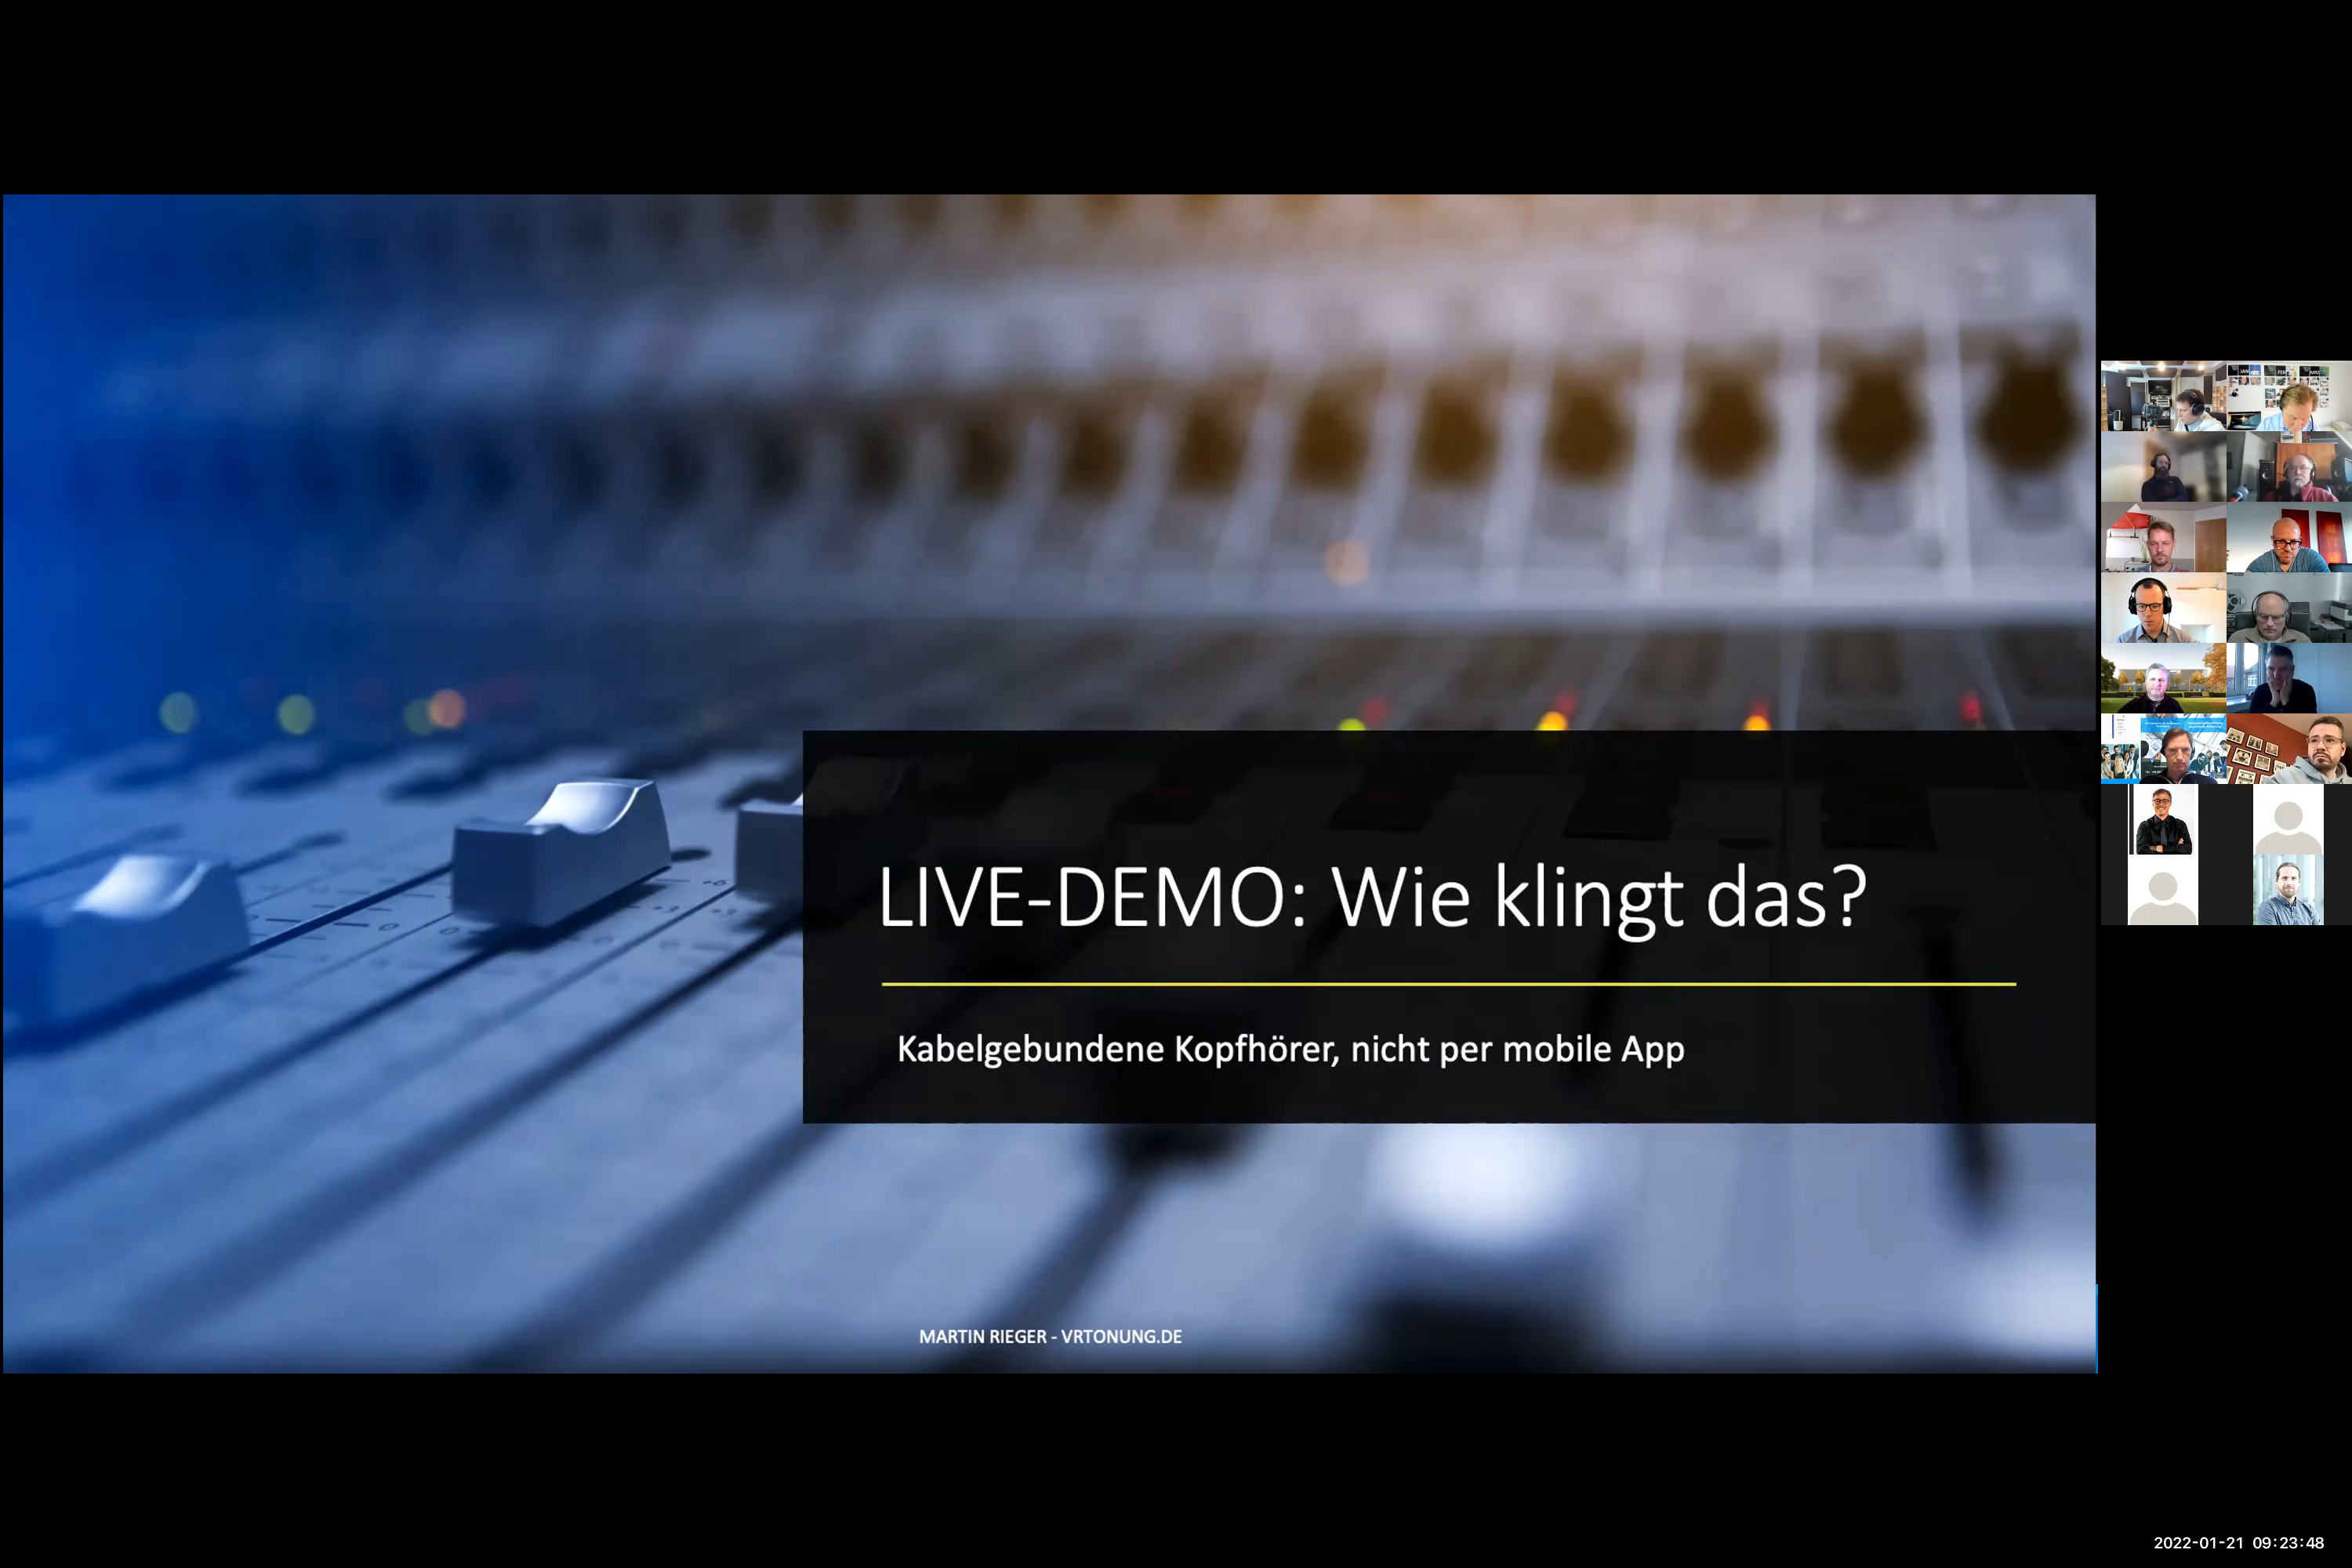 LIVE-DEMO: Wie klingt das?
Kabelgebundene Kopfhörer, nicht per mobile App
MARTIN RIEGER - VRTONUNG.DE
2022-01-21 09:23:48